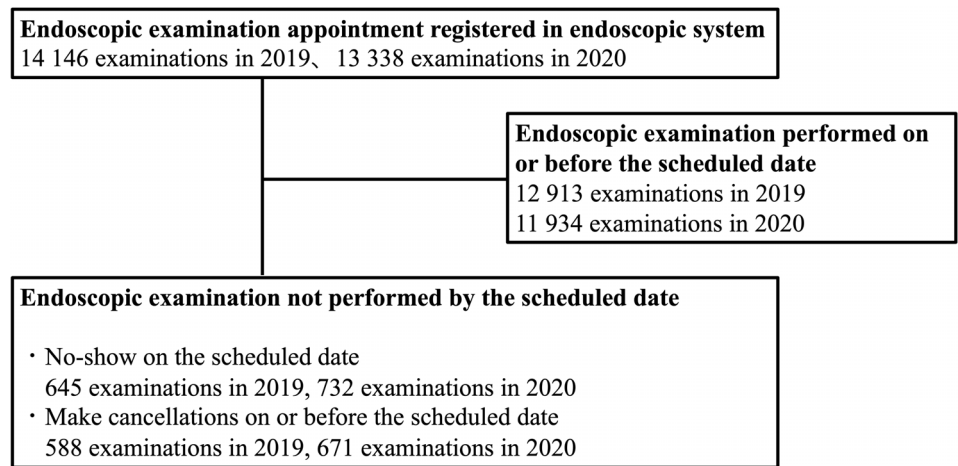 Endoscopic examination appointment registered in endoscopic system
14 146 examinations in 2019、13 338 examinations in 2020
Endoscopic examination performed on
or before the scheduled date
12 913 examinations in 2019
11 934 examinations in 2020
Endoscopic examination not performed by the scheduled date
・No-show on the scheduled date
645 examinations in 2019, 732 examinations in 2020
・Make cancellations on or before the scheduled date
588 examinations in 2019, 671 examinations in 2020